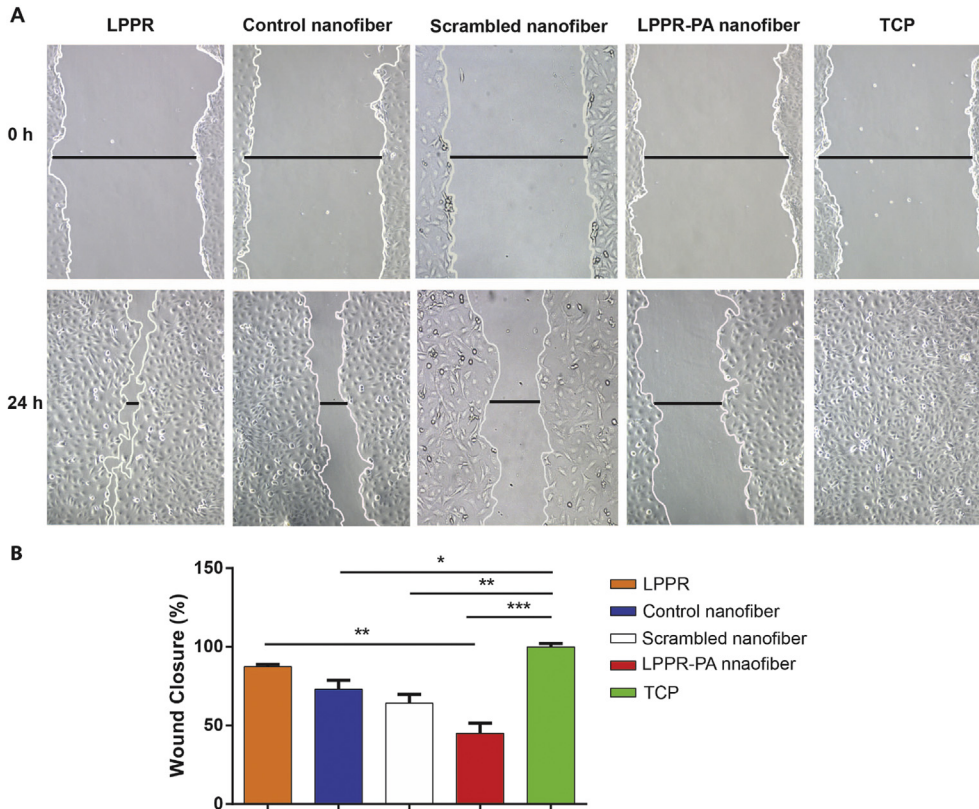 A
LPPR Control nanofiber Scrambled nanofiber LPPR-PA nanofiber TCP
0 h
24 h
B
Wound Closure (%)
150
100
50
0
*
**
***
**
LPPR
Control nanofiber
Scrambled nanofiber
LPPR-PA nnaofiber
TCP